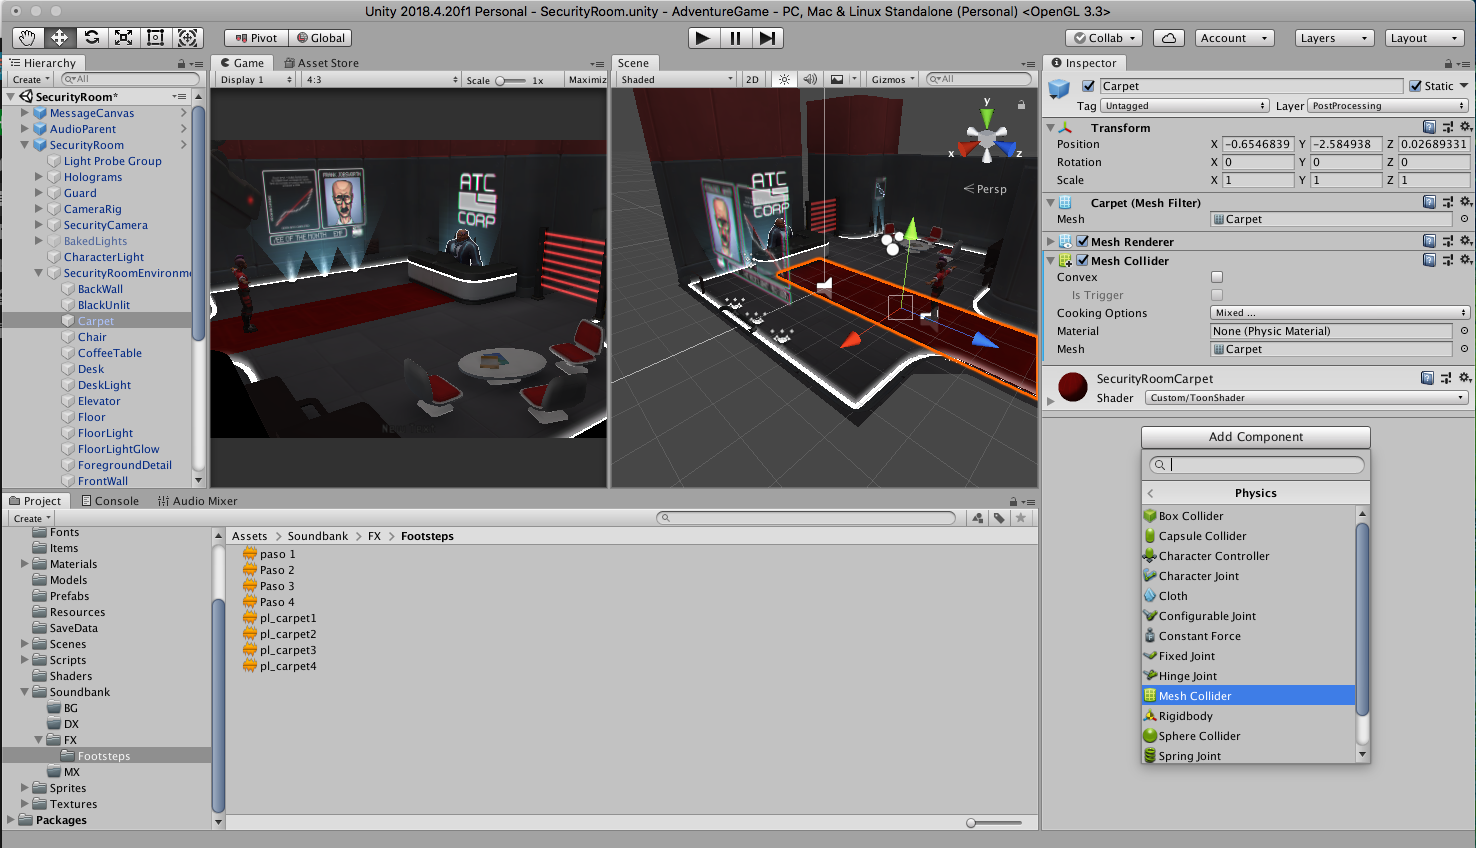 Unity 2018.4.20f1 Personal - SecurityRoom.unity - AdventureGame - PC, Mac & Linux Standalone (Personal) <OpenGL 3.3>
Pivot Global Collab Account Layers Layout
Hierarchy
Create All
SecurityRoom*
MessageCanvas
AudioParent
SecurityRoom
Light Probe Group
Holograms
Guard
CameraRig
SecurityCamera
BakedLights
CharacterLight
SecurityRoomEnvironme
BackWall
BlackUnlit
Carpet
Chair
CoffeeTable
Desk
DeskLight
Elevator
Floor
FloorLight
FloorLightGlow
ForegroundDetail
FrontWall
Game Asset Store
Display 1 4:3 Scale 1x Maximiz
ATC
CORP
Scene
Shaded 2D Gizmos All
y
x z
Persp
ATC
CORP
Inspector
Carpet Static
Tag Untagged Layer PostProcessing
Transform
Position X -0.6546839 Y -2.584938 Z 0.02689331
Rotation X 0 Y 0 Z 0
Scale X 1 Y 1 Z 1
Carpet (Mesh Filter)
Mesh Carpet
Mesh Renderer
Mesh Collider
Convex
Is Trigger
Cooking Options Mixed ...
Material None (Physic Material)
Mesh Carpet
SecurityRoomCarpet
Shader Custom/ToonShader
Add Component
Physics
Box Collider
Capsule Collider
Character Controller
Character Joint
Cloth
Configurable Joint
Constant Force
Fixed Joint
Hinge Joint
Mesh Collider
Rigidbody
Sphere Collider
Spring Joint
Project Console Audio Mixer
Create
Fonts
Items
Materials
Models
Prefabs
Resources
SaveData
Scenes
Scripts
Shaders
Soundbank
BG
DX
FX
Footsteps
MX
Sprites
Textures
Packages
Assets > Soundbank > FX > Footsteps
paso 1
Paso 2
Paso 3
Paso 4
pl_carpet1
pl_carpet2
pl_carpet3
pl_carpet4